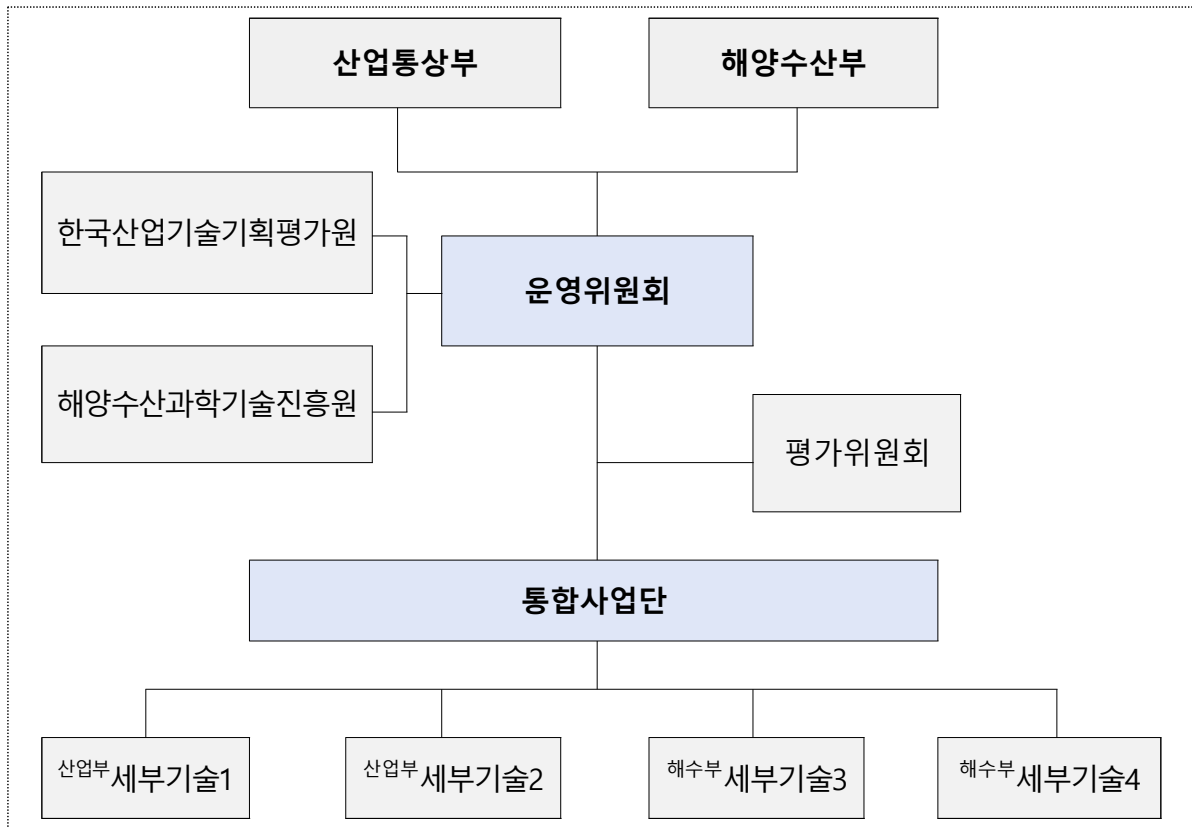 산업통상부
해양수산부
한국산업기술기획평가원
운영위원회
해양수산과학기술진흥원
평가위원회
통합사업단
산업부세부기술1
산업부세부기술2
해수부세부기술3
해수부세부기술4